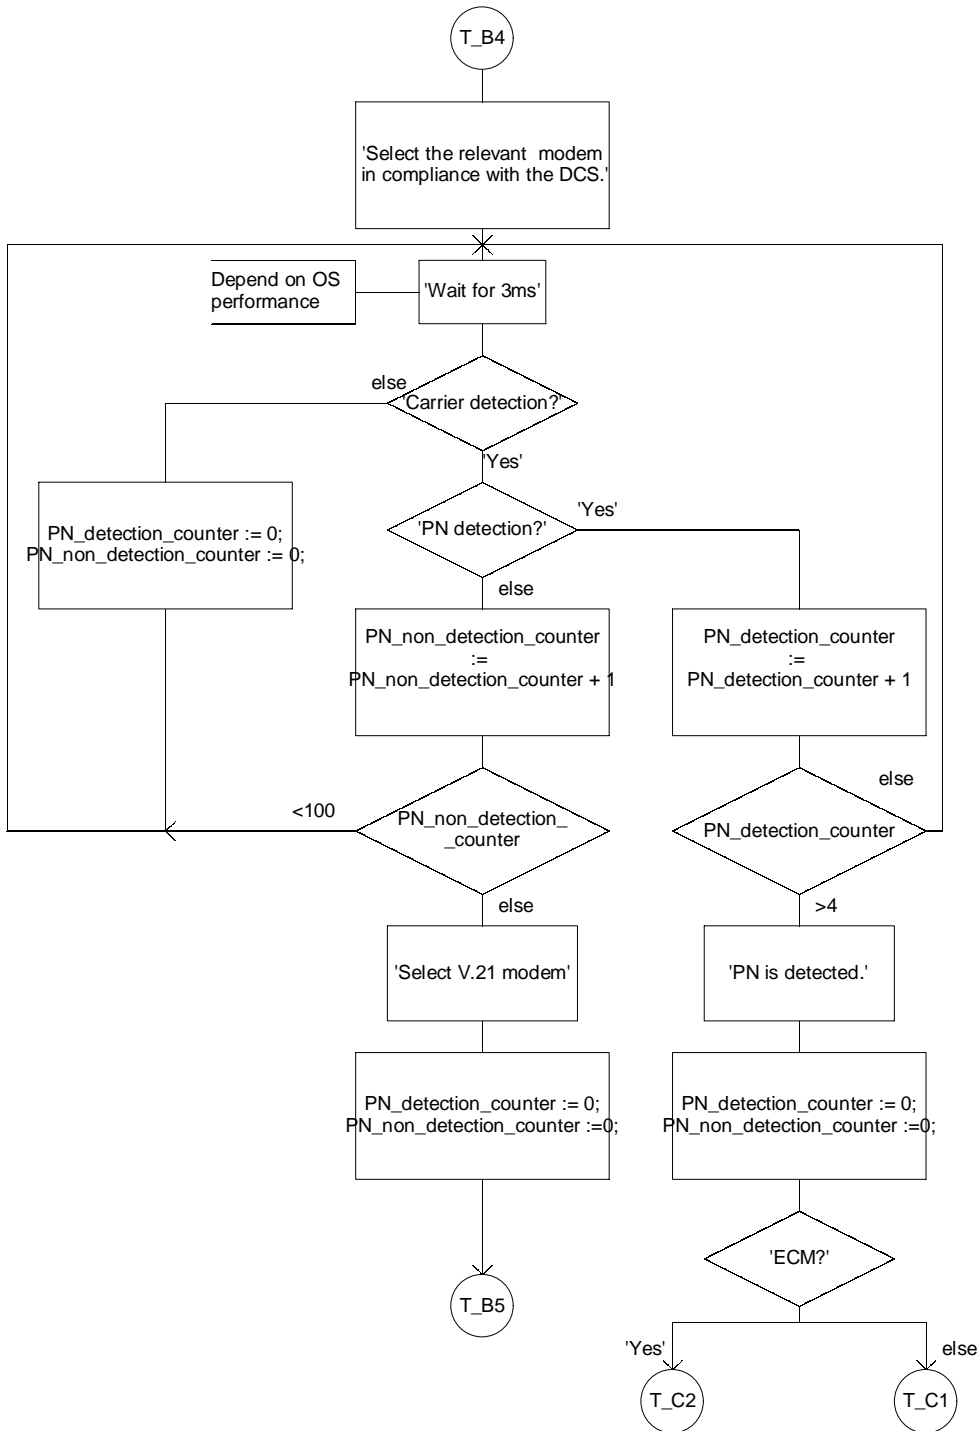 T_B4
'Select the relevant modem
in compliance with the DCS.'
Depend on OS
performance
'Wait for 3ms'
else
'Carrier detection?'
'Yes'
'PN detection?'
'Yes'
else
PN_detection_counter := 0;
PN_non_detection_counter := 0;
PN_non_detection_counter
:=
PN_non_detection_counter + 1
PN_detection_counter
:=
PN_detection_counter + 1
<100
PN_non_detection_
_counter
else
PN_detection_counter
else
>4
'Select V.21 modem'
'PN is detected.'
PN_detection_counter := 0;
PN_non_detection_counter :=0;
PN_detection_counter := 0;
PN_non_detection_counter :=0;
'ECM?'
T_B5
'Yes'
else
T_C2
T_C1